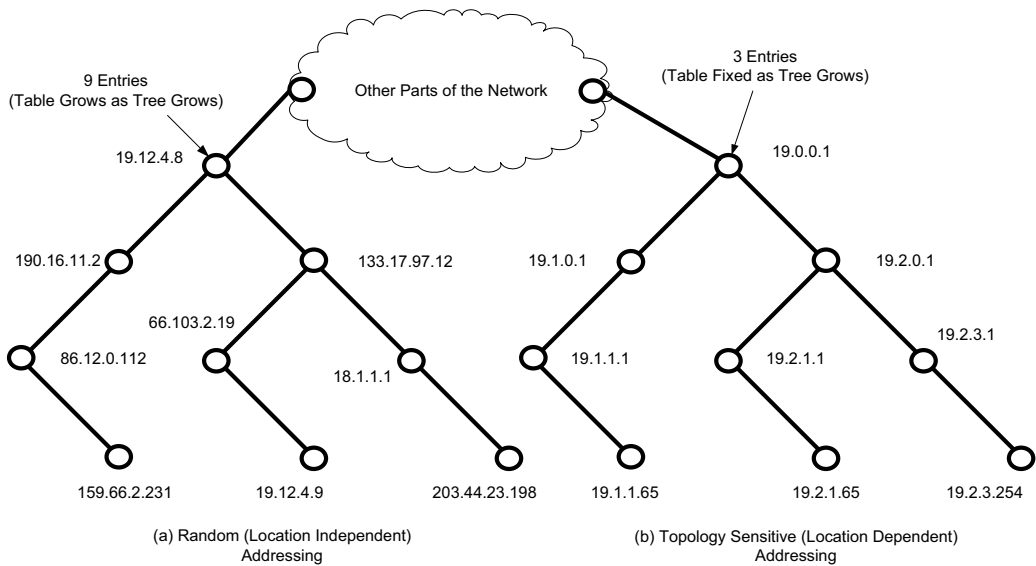 3 Entries
(Table Fixed as Tree Grows)
9 Entries
(Table Grows as Tree Grows)
Other Parts of the Network
19.12.4.8
19.0.0.1
190.16.11.2
133.17.97.12
19.1.0.1
19.2.0.1
66.103.2.19
19.2.3.1
86.12.0.112
18.1.1.1
19.1.1.1
19.2.1.1
159.66.2.231
19.12.4.9
203.44.23.198
19.1.1.65
19.2.1.65
19.2.3.254
(a) Random (Location Independent)
Addressing
(b) Topology Sensitive (Location Dependent)
Addressing